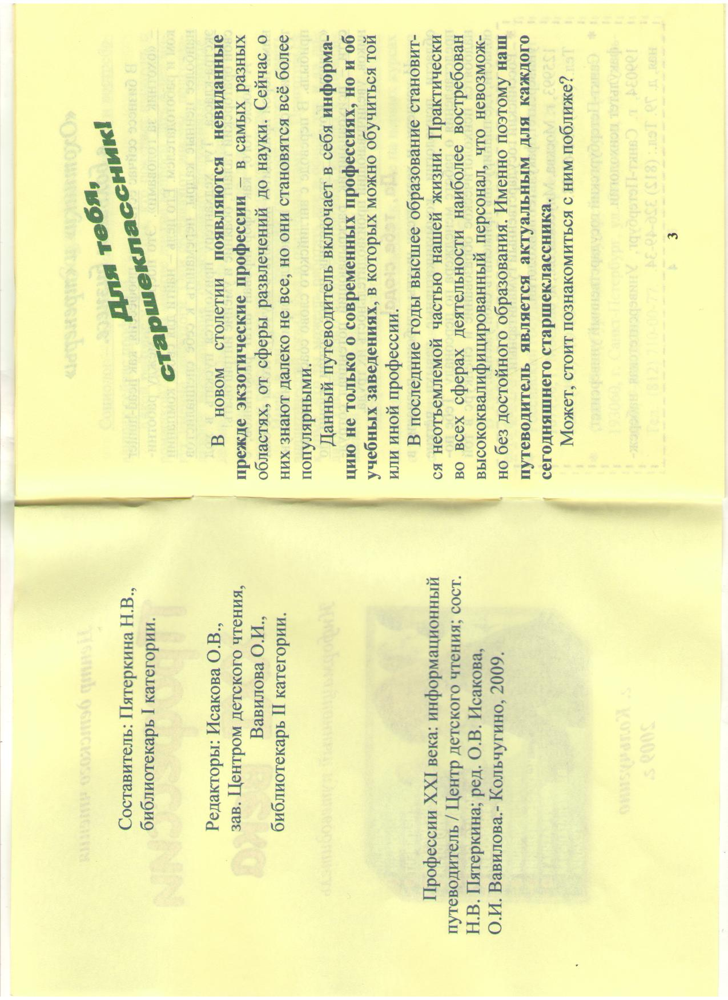 Составитель: Пятеркина Н.В.,
библиотекарь I категории.
Редакторы: Исакова О.В.,
зав. Центром детского чтения,
Вавилова О.И.,
библиотекарь II категории.
Профессии XXI века: информационный
путеводитель / Центр детского чтения; сост.
Н.В. Пятеркина; ред. О.В. Исакова,
О.И. Вавилова.- Кольчугино, 2009.
Для тебя,
старшеклассник!
В новом столетии появляются невиданные
прежде экзотические профессии – в самых разных
областях, от сферы развлечений до науки. Сейчас о
них знают далеко не все, но они становятся всё более
популярными.
Данный путеводитель включает в себя информа-
цию не только о современных профессиях, но и об
учебных заведениях, в которых можно обучиться той
или иной профессии.
В последние годы высшее образование становит-
ся неотъемлемой частью нашей жизни. Практически
во всех сферах деятельности наиболее востребован
высококвалифицированный персонал, что невозмож-
но без достойного образования. Именно поэтому наш
путеводитель является актуальным для каждого
сегодняшнего старшеклассника.
Может, стоит познакомиться с ним поближе?
3